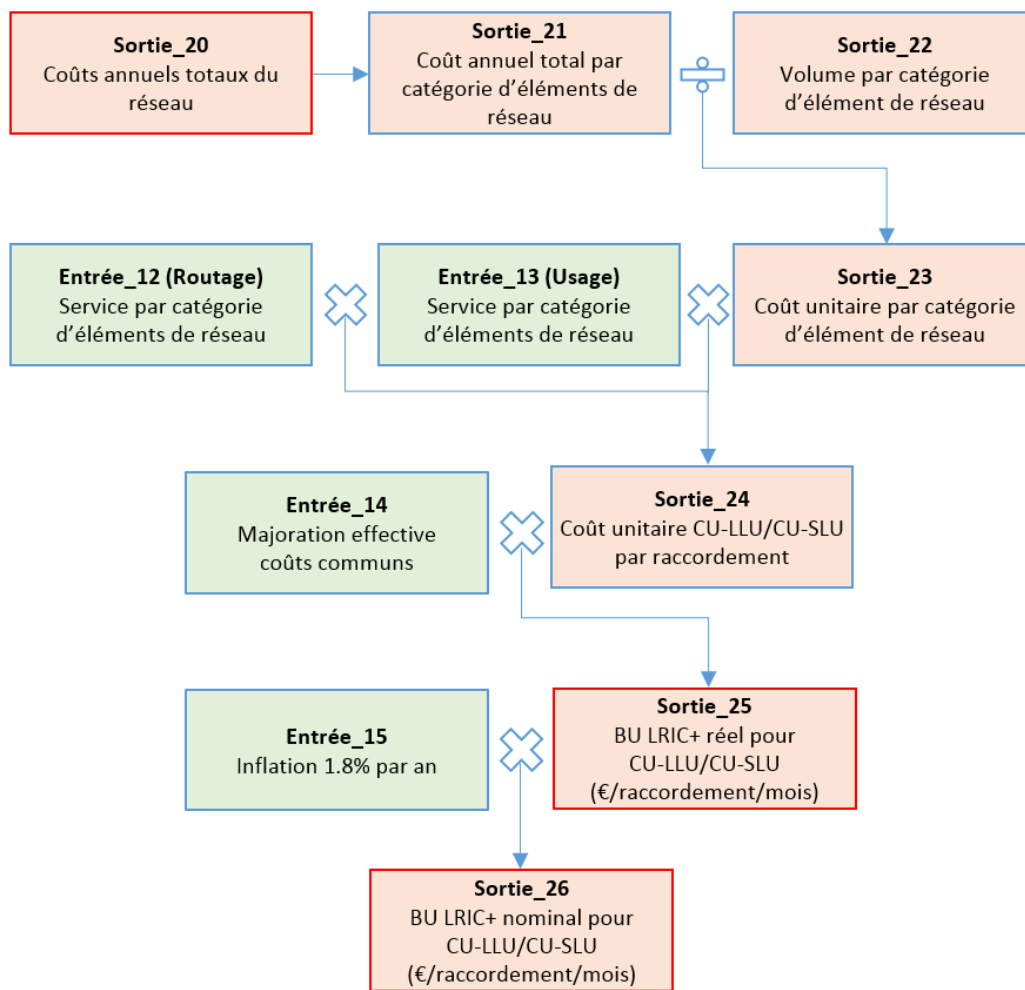 Sortie_20
Coûts annuels totaux du
réseau
Sortie_21
Coût annuel total par
catégorie d’éléments de
réseau
Sortie_22
Volume par catégorie
d’élément de réseau
Entrée_12 (Routage)
Service par catégorie
d’éléments de réseau
Entrée_13 (Usage)
Service par catégorie
d’éléments de réseau
Sortie_23
Coût unitaire par catégorie
d’élément de réseau
Entrée_14
Majoration effective
coûts communs
Sortie_24
Coût unitaire CU-LLU/CU-SLU
par raccordement
Entrée_15
Inflation 1.8% par an
Sortie_25
BU LRIC+ réel pour
CU-LLU/CU-SLU
(€/raccordement/mois)
Sortie_26
BU LRIC+ nominal pour
CU-LLU/CU-SLU
(€/raccordement/mois)